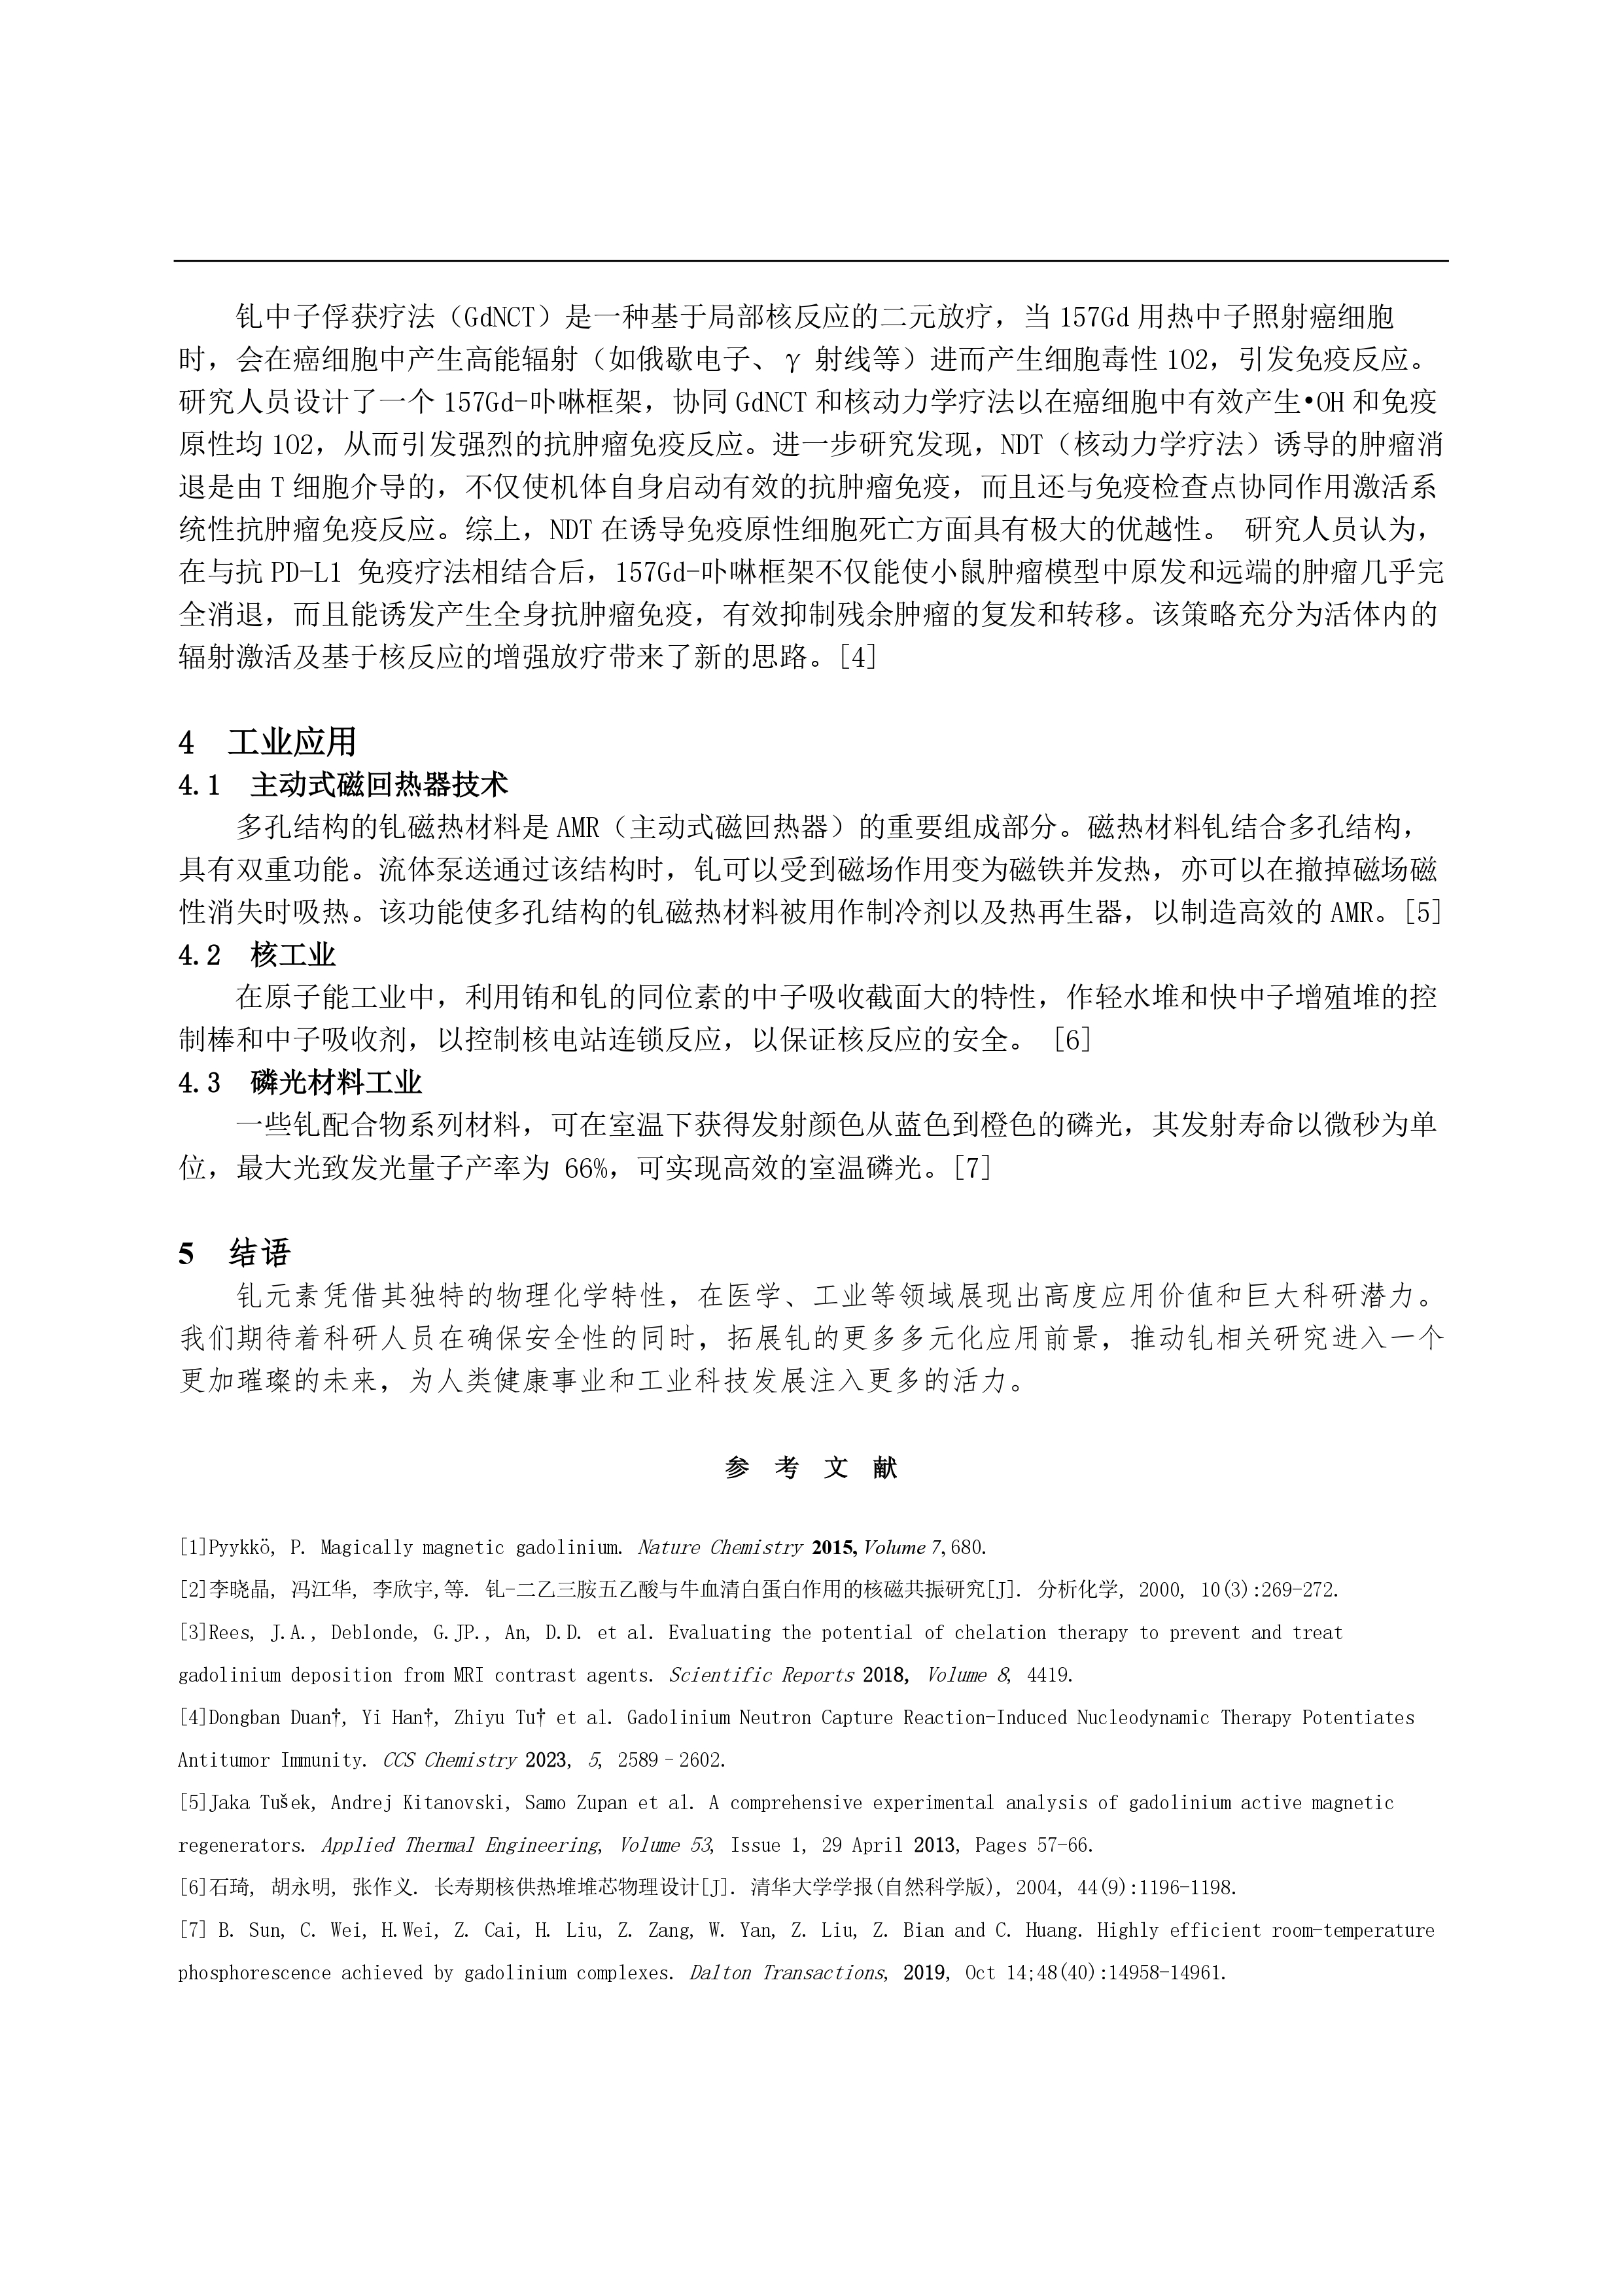 钆中子俘获疗法（GdNCT）是一种基于局部核反应的二元放疗，当157Gd用热中子照射癌细胞
时，会在癌细胞中产生高能辐射（如俄歇电子、γ 射线等）进而产生细胞毒性1O2，引发免疫反应。
研究人员设计了一个157Gd-卟啉框架，协同GdNCT和核动力学疗法以在癌细胞中有效产生•OH和免疫
原性均1O2，从而引发强烈的抗肿瘤免疫反应。进一步研究发现，NDT（核动力学疗法）诱导的肿瘤消
退是由T细胞介导的，不仅使机体自身启动有效的抗肿瘤免疫，而且还与免疫检查点协同作用激活系
统性抗肿瘤免疫反应。综上，NDT在诱导免疫原性细胞死亡方面具有极大的优越性。 研究人员认为，
在与抗PD-L1 免疫疗法相结合后，157Gd-卟啉框架不仅能使小鼠肿瘤模型中原发和远端的肿瘤几乎完
全消退，而且能诱发产生全身抗肿瘤免疫，有效抑制残余肿瘤的复发和转移。该策略充分为活体内的
辐射激活及基于核反应的增强放疗带来了新的思路。[4]
4 工业应用
4.1 主动式磁回热器技术
多孔结构的钆磁热材料是AMR（主动式磁回热器）的重要组成部分。磁热材料钆结合多孔结构，
具有双重功能。流体泵送通过该结构时，钆可以受到磁场作用变为磁铁并发热，亦可以在撤掉磁场磁
性消失时吸热。该功能使多孔结构的钆磁热材料被用作制冷剂以及热再生器，以制造高效的AMR。[5]
4.2 核工业
在原子能工业中，利用铕和钆的同位素的中子吸收截面大的特性，作轻水堆和快中子增殖堆的控
制棒和中子吸收剂，以控制核电站连锁反应，以保证核反应的安全。 [6]
4.3 磷光材料工业
一些钆配合物系列材料，可在室温下获得发射颜色从蓝色到橙色的磷光，其发射寿命以微秒为单
位，最大光致发光量子产率为 66%，可实现高效的室温磷光。[7]
5 结语
钆元素凭借其独特的物理化学特性，在医学、工业等领域展现出高度应用价值和巨大科研潜力。
我们期待着科研人员在确保安全性的同时，拓展钆的更多多元化应用前景，推动钆相关研究进入一个
更加璀璨的未来，为人类健康事业和工业科技发展注入更多的活力。
参 考 文 献
[1]Pyykkö, P. Magically magnetic gadolinium. Nature Chemistry 2015, Volume 7, 680.
[2]李晓晶, 冯江华, 李欣宇,等. 钆-二乙三胺五乙酸与牛血清白蛋白作用的核磁共振研究[J]. 分析化学, 2000, 10(3):269-272.
[3]Rees, J.A., Deblonde, G.JP., An, D.D. et al. Evaluating the potential of chelation therapy to prevent and treat
gadolinium deposition from MRI contrast agents. Scientific Reports 2018, Volume 8, 4419.
[4]Dongban Duan†, Yi Han†, Zhiyu Tu† et al. Gadolinium Neutron Capture Reaction-Induced Nucleodynamic Therapy Potentiates
Antitumor Immunity. CCS Chemistry 2023, 5, 2589–2602.
[5]Jaka Tušek, Andrej Kitanovski, Samo Zupan et al. A comprehensive experimental analysis of gadolinium active magnetic
regenerators. Applied Thermal Engineering, Volume 53, Issue 1, 29 April 2013, Pages 57-66.
[6]石琦, 胡永明, 张作义. 长寿期核供热堆堆芯物理设计[J]. 清华大学学报(自然科学版), 2004, 44(9):1196-1198.
[7] B. Sun, C. Wei, H.Wei, Z. Cai, H. Liu, Z. Zang, W. Yan, Z. Liu, Z. Bian and C. Huang. Highly efficient room-temperature
phosphorescence achieved by gadolinium complexes. Dalton Transactions, 2019, Oct 14;48(40):14958-14961.